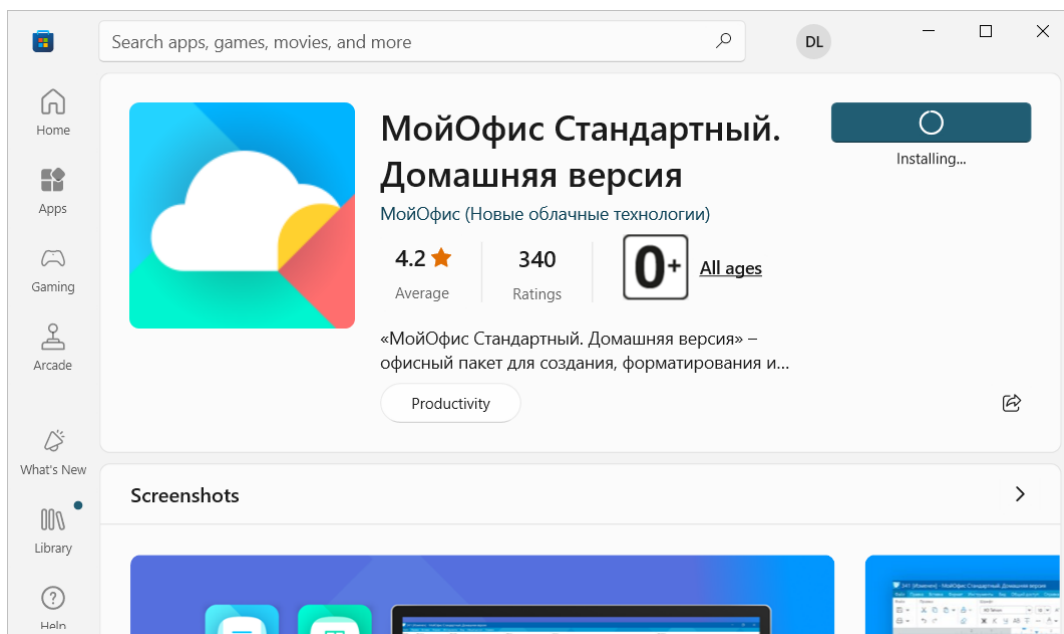 Search apps, games, movies, and more
DL
Home
Apps
Gaming
Arcade
What's New
Library
Help
МойОфис Стандартный.
Домашняя версия
МойОфис (Новые облачные технологии)
4.2
Average
340
Ratings
0+
All ages
«МойОфис Стандартный. Домашняя версия» –
офисный пакет для создания, форматирования и...
Productivity
Installing...
Screenshots